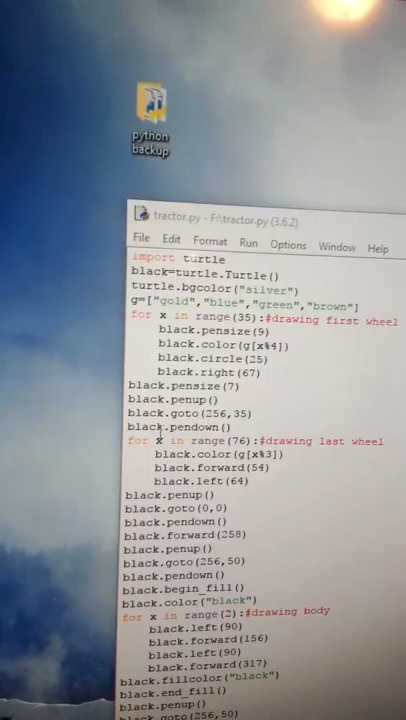 python
backup
tractor.py - F:\tractor.py (3.6.2)
File Edit Format Run Options Window Help
import turtle
black=turtle.Turtle()
turtle.bgcolor("silver")
g=["gold","blue","green","brown"]
for x in range(35):#drawing first wheel
    black.pensize(9)
    black.color(g[x%4])
    black.circle(25)
    black.right(67)
black.pensize(7)
black.penup()
black.goto(256,35)
black.pendown()
for x in range(76):#drawing last wheel
    black.color(g[x%3])
    black.forward(54)
    black.left(64)
black.penup()
black.goto(0,0)
black.pendown()
black.forward(258)
black.penup()
black.goto(256,50)
black.pendown()
black.begin_fill()
black.color("black")
for x in range(2):#drawing body
    black.left(90)
    black.forward(156)
    black.left(90)
    black.forward(317)
black.fillcolor("black")
black.end_fill()
black.penup()
black.goto(256,50)